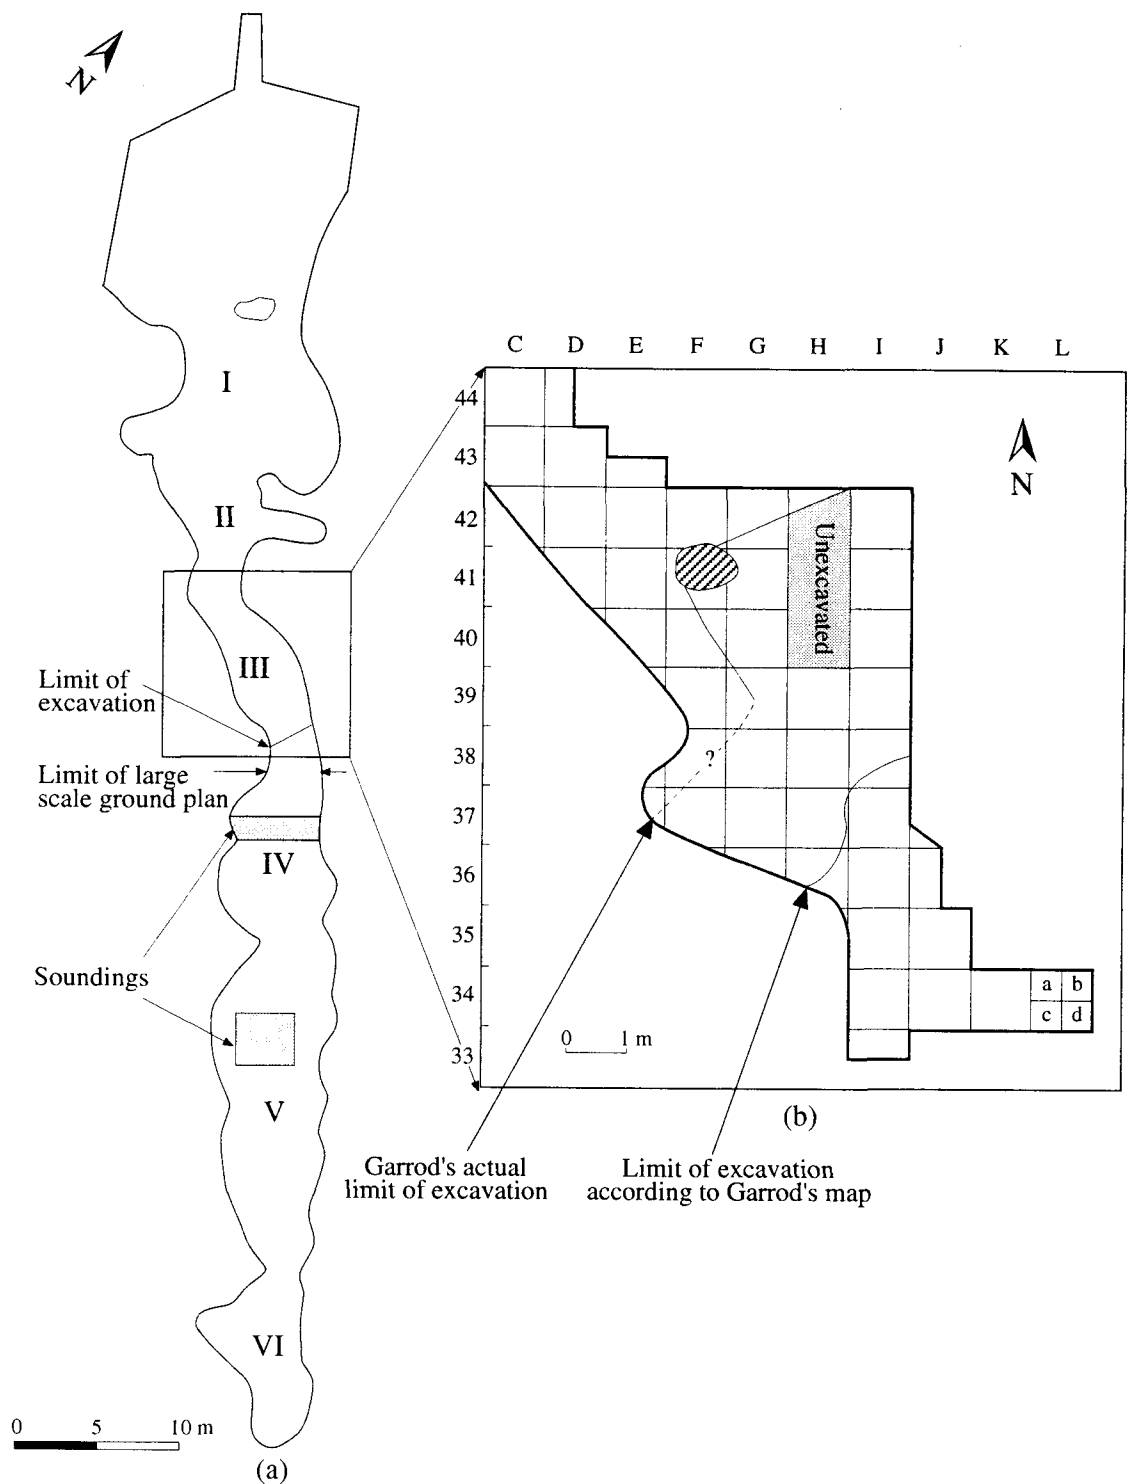 N
I
II
III
Limit of
excavation
Limit of large
scale ground plan
IV
Soundings
V
VI
0 5 10 m
(a)
C D E F G H I J K L
44
43
42
41
40
39
38
37
36
35
34
33
N
Unexcavated
?
a b
c d
0 1 m
(b)
Garrod's actual
limit of excavation
Limit of excavation
according to Garrod's map